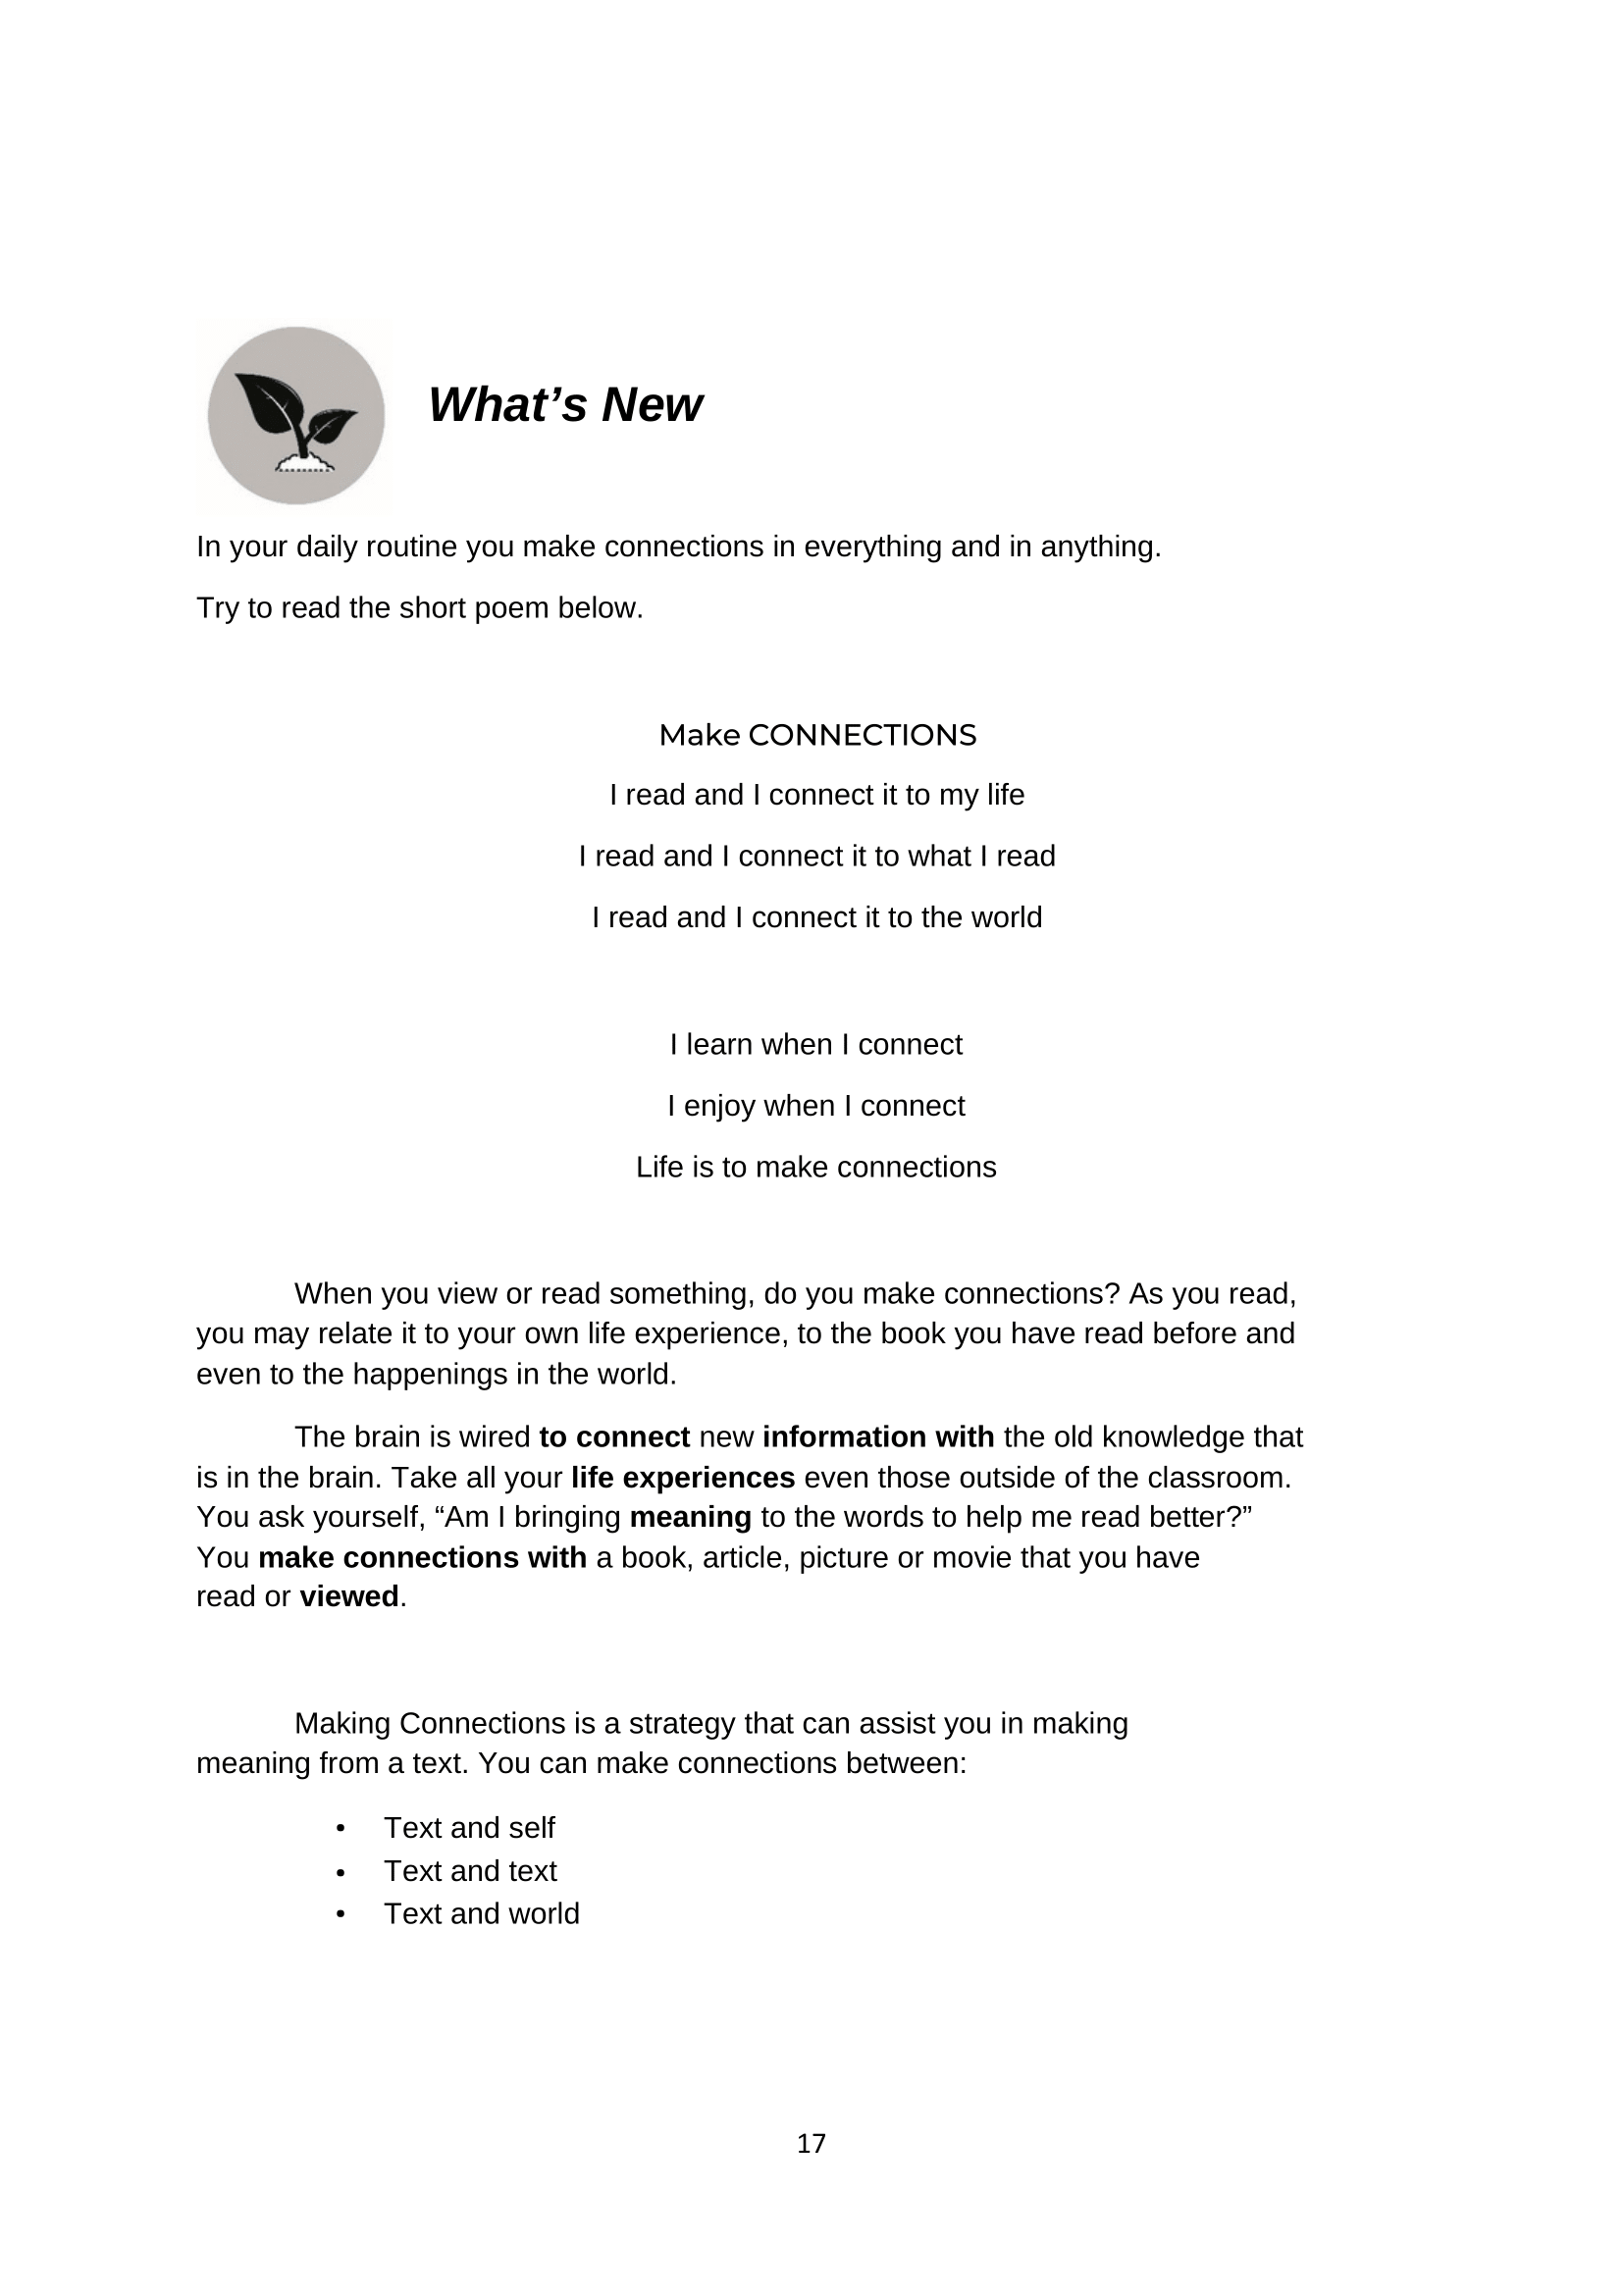 What’s New
In your daily routine you make connections in everything and in anything.
Try to read the short poem below.
Make CONNECTIONS
I read and I connect it to my life
I read and I connect it to what I read
I read and I connect it to the world
I learn when I connect
I enjoy when I connect
Life is to make connections
When you view or read something, do you make connections? As you read,
you may relate it to your own life experience, to the book you have read before and
even to the happenings in the world.
The brain is wired to connect new information with the old knowledge that
is in the brain. Take all your life experiences even those outside of the classroom.
You ask yourself, “Am I bringing meaning to the words to help me read better?”
You make connections with a book, article, picture or movie that you have
read or viewed.
Making Connections is a strategy that can assist you in making
meaning from a text. You can make connections between:
• Text and self
• Text and text
• Text and world
17